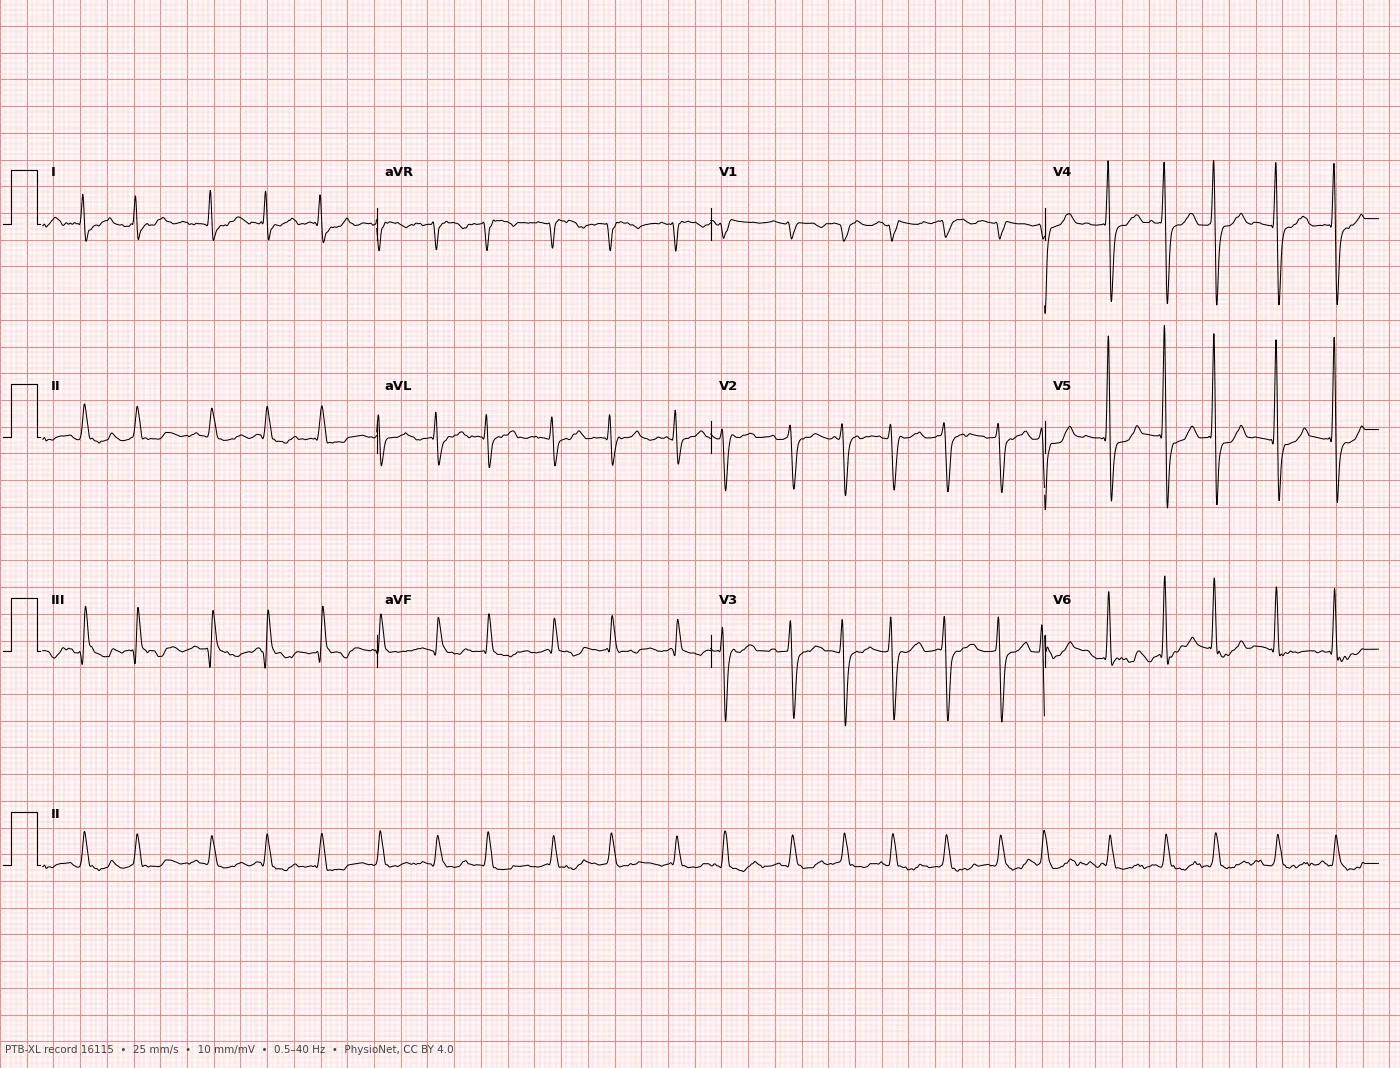 I aVR V1 V4
II aVL V2 V5
III aVF V3 V6
II
PTB-XL record 16115 • 25 mm/s • 10 mm/mV • 0.5–40 Hz • PhysioNet, CC BY 4.0